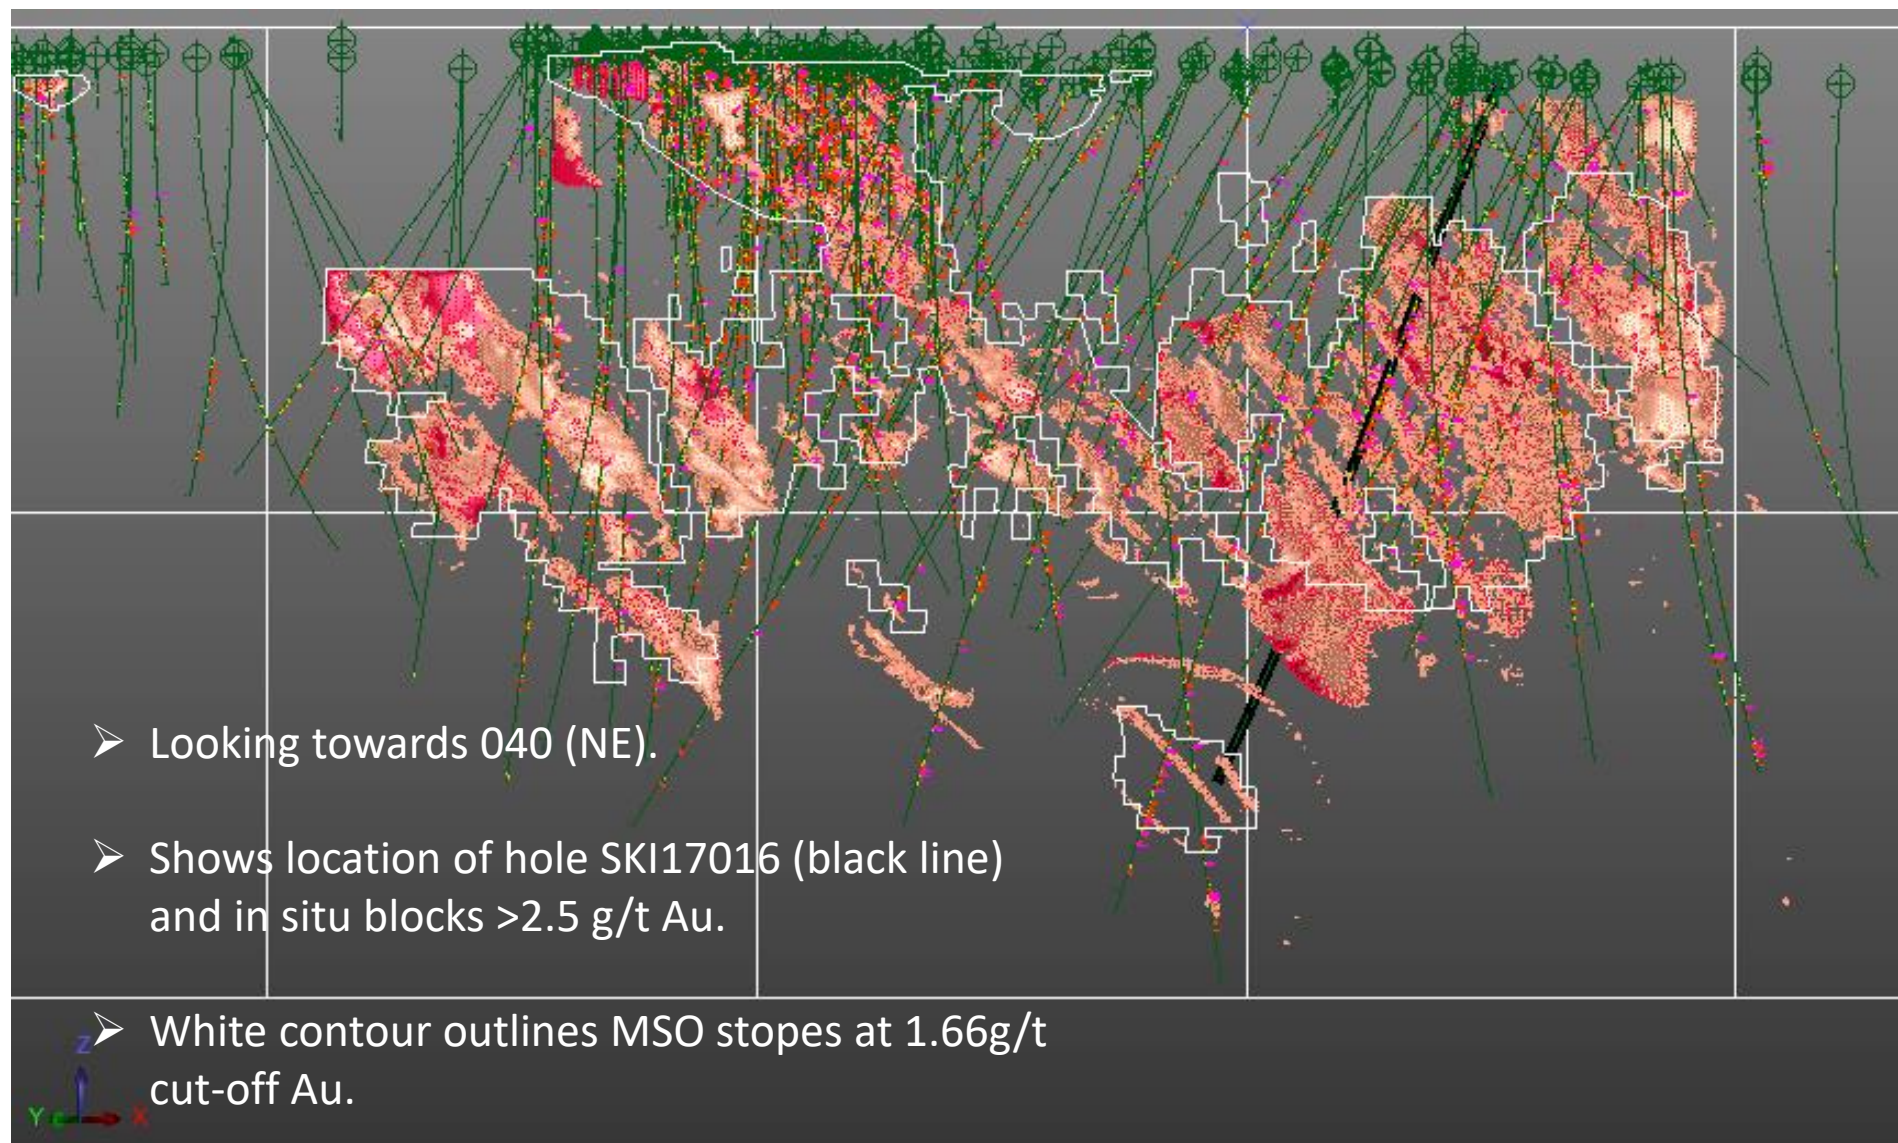 ➢ Looking towards 040 (NE).
➢ Shows location of hole SKI17016 (black line)
and in situ blocks >2.5 g/t Au.
➢ White contour outlines MSO stopes at 1.66g/t
cut-off Au.
Z
Y
X